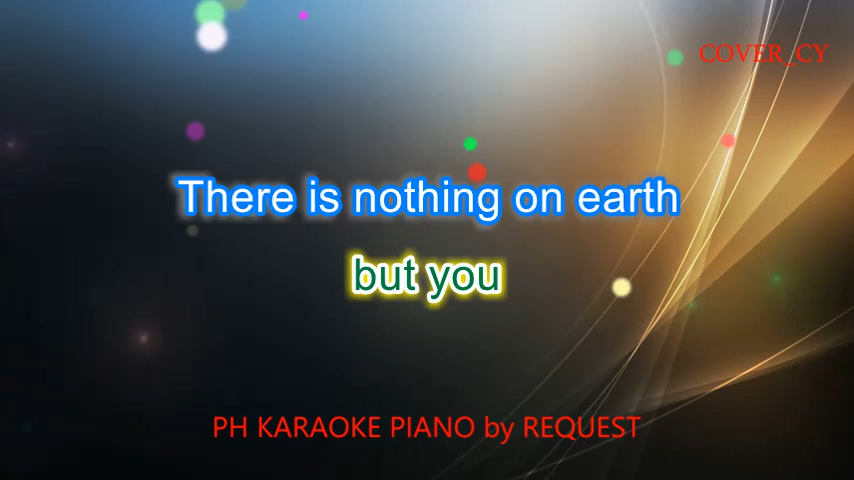 COVER_CY
There is nothing on earth
but you
PH KARAOKE PIANO by REQUEST